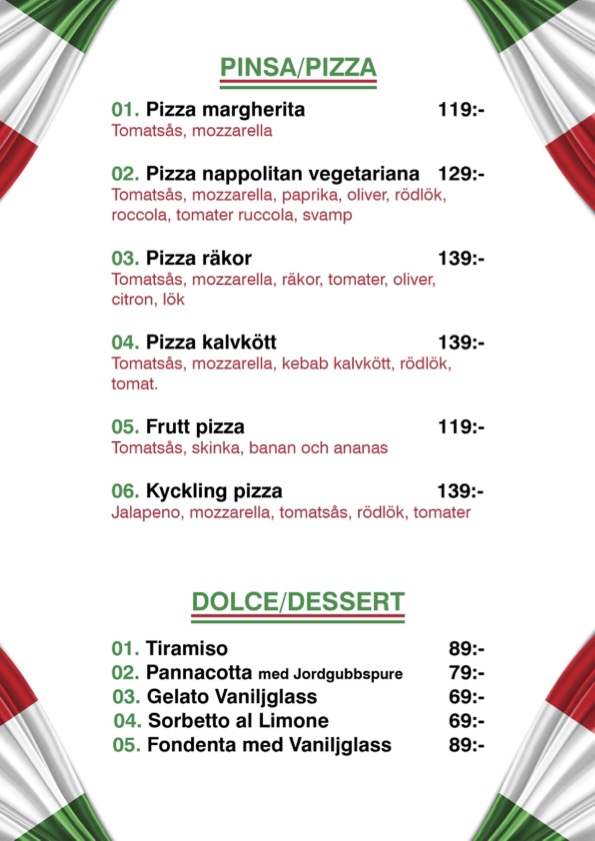 PINSA/PIZZA
01. Pizza margherita 119:-
Tomatsås, mozzarella
02. Pizza nappolitan vegetariana 129:-
Tomatsås, mozzarella, paprika, oliver, rödlök,
roccola, tomater ruccola, svamp
03. Pizza räkor 139:-
Tomatsås, mozzarella, räkor, tomater, oliver,
citron, lök
04. Pizza kalvkött 139:-
Tomatsås, mozzarella, kebab kalvkött, rödlök,
tomat.
05. Frutt pizza 119:-
Tomatsås, skinka, banan och ananas
06. Kyckling pizza 139:-
Jalapeno, mozzarella, tomatsås, rödlök, tomater
DOLCE/DESSERT
01. Tiramiso 89:-
02. Pannacotta med Jordgubbspure 79:-
03. Gelato Vaniljglass 69:-
04. Sorbetto al Limone 69:-
05. Fondenta med Vaniljglass 89:-